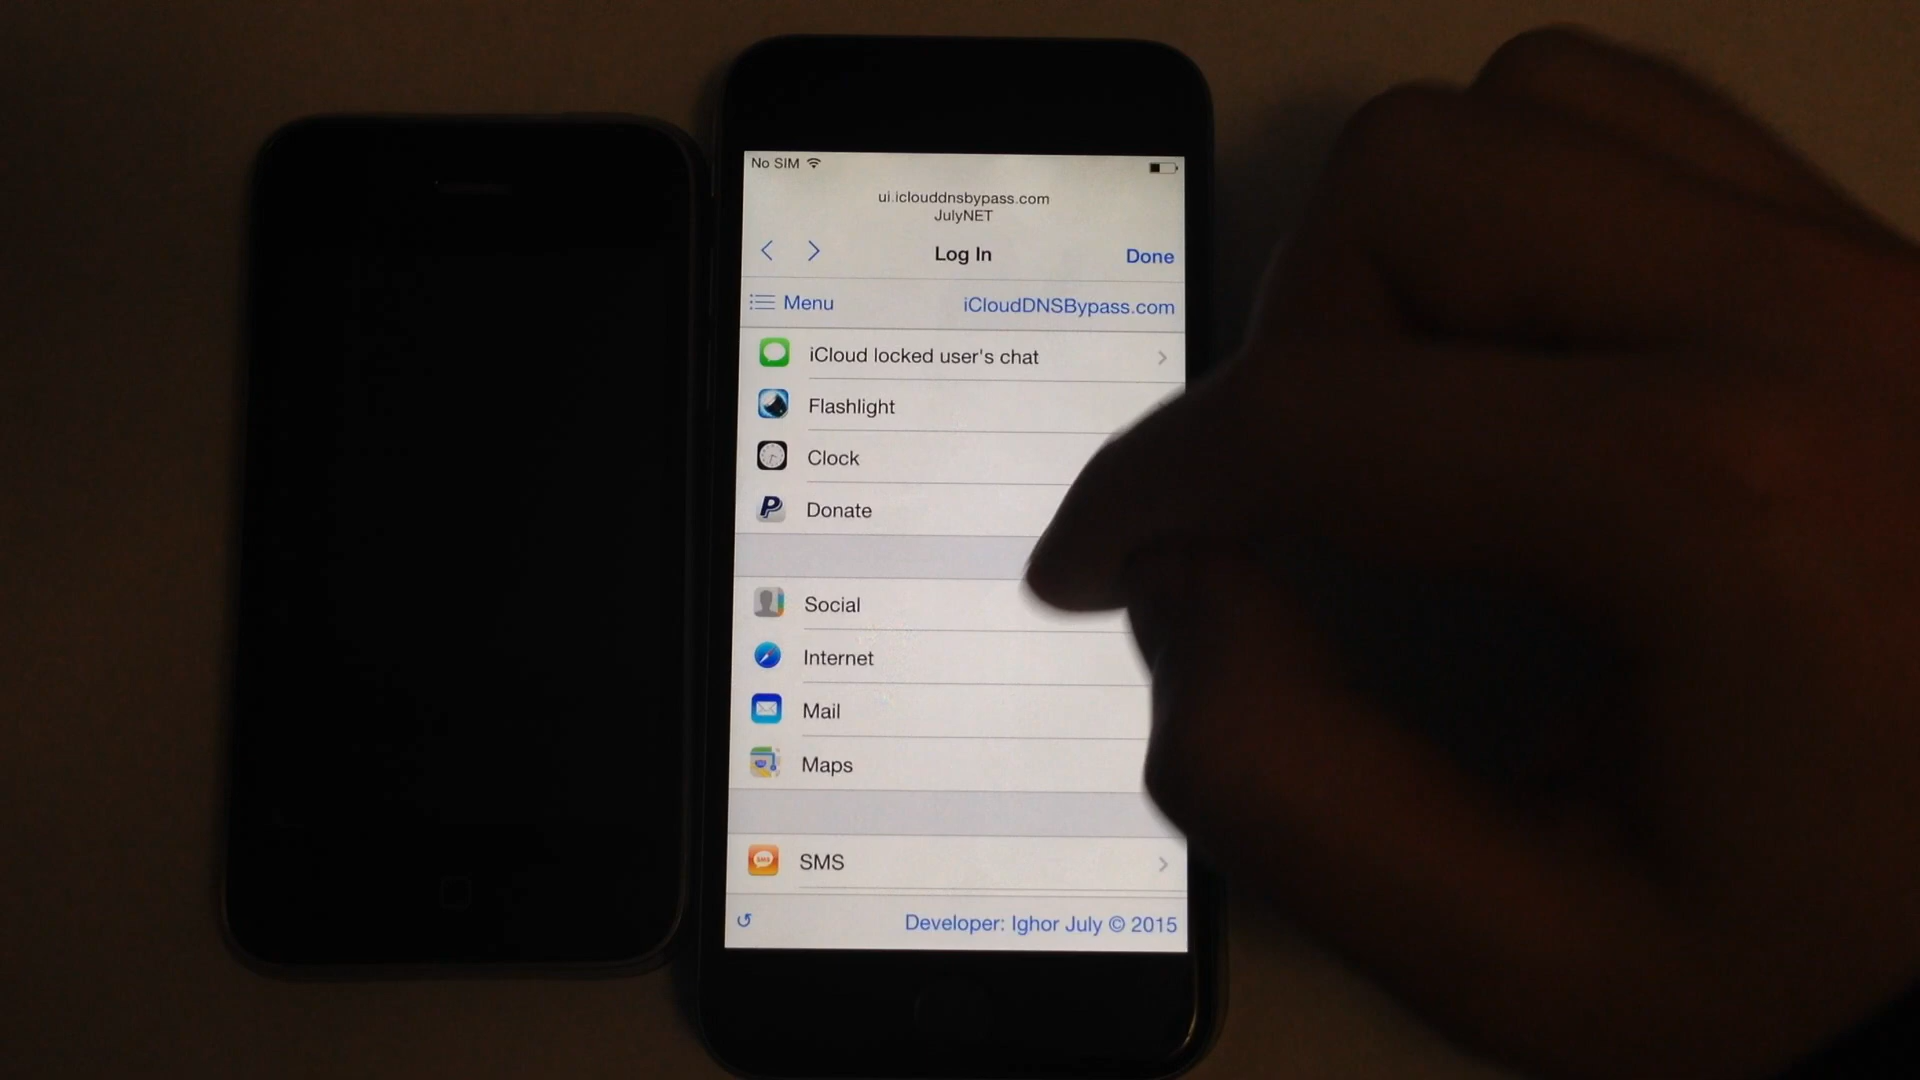 No SIM
ui.iclouddnsbypass.com
JulyNET
Log In
Done
Menu
iCloudDNSBypass.com
iCloud locked user's chat
Flashlight
Clock
Donate
Social
Internet
Mail
Maps
SMS
Developer: Ighor July © 2015